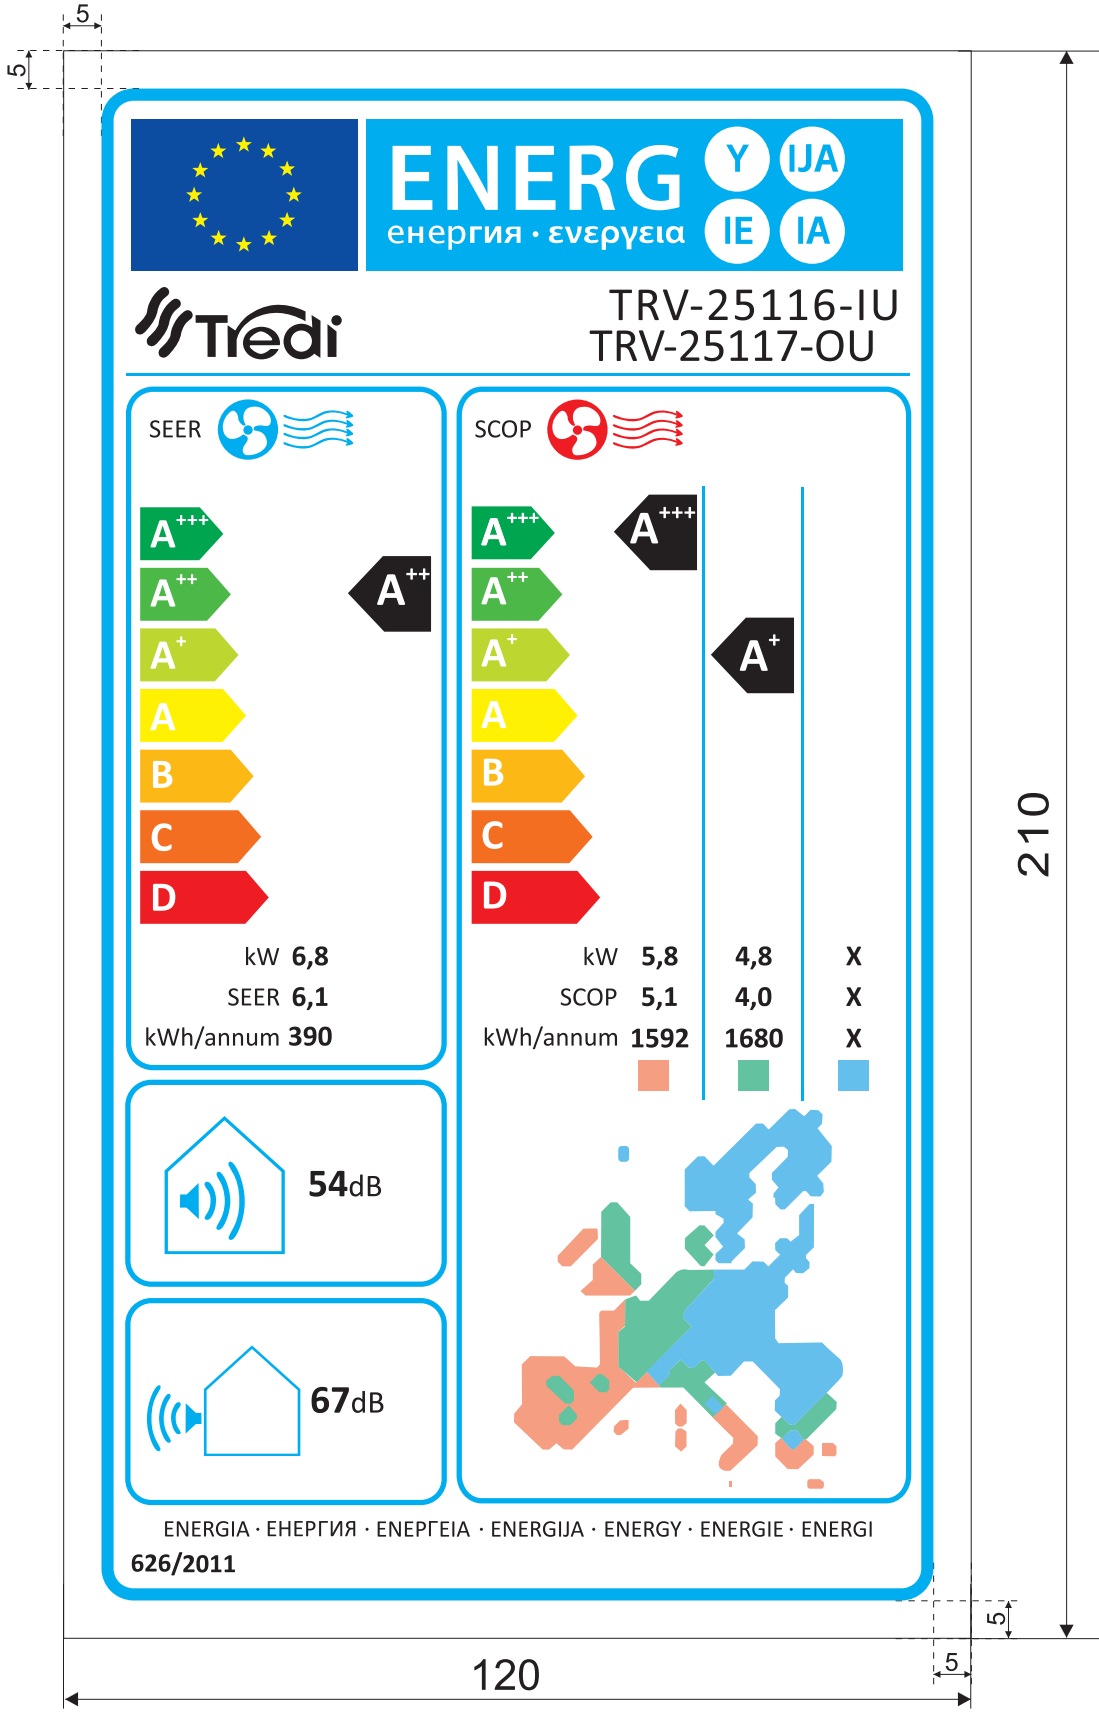 5
5
ENERG
Y IJA
IE IA
енергия · ενεργεια
Tredi
TRV-25116-IU
TRV-25117-OU
SEER
SCOP
A+++
A++
A+
A
B
C
D
A++
A+++
A++
A+
A
B
C
D
A+++
A+
kW 6,8
SEER 6,1
kWh/annum 390
kW 5,8 4,8 X
SCOP 5,1 4,0 X
kWh/annum 1592 1680 X
54dB
67dB
ENERGIA · ЕНЕРГИЯ · ΕΝΕΡΓΕΙΑ · ENERGIJA · ENERGY · ENERGIE · ENERGI
626/2011
210
5
5
120